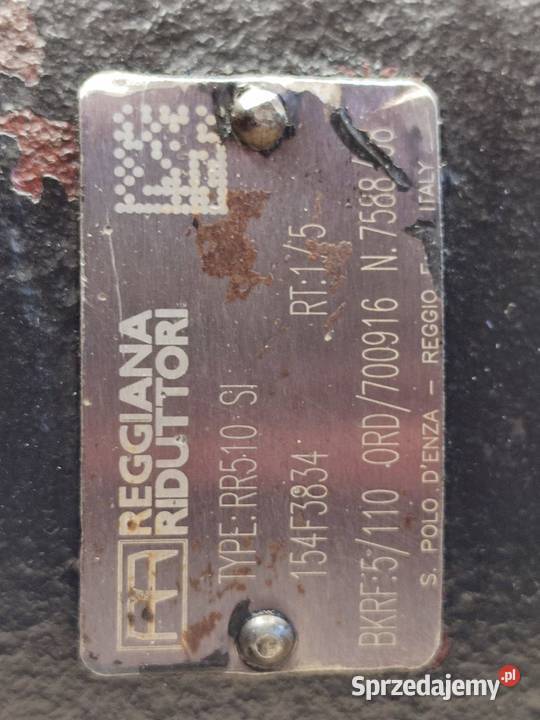 REGGIANA
RIDUTTORI
TYPE: RR510 SI
154F3834 RT:1/5
BKRF:5/110 ORD/700916 N.7588/
S. POLO D'ENZA - REGGIO E. ITALY
Sprzedajemy.pl